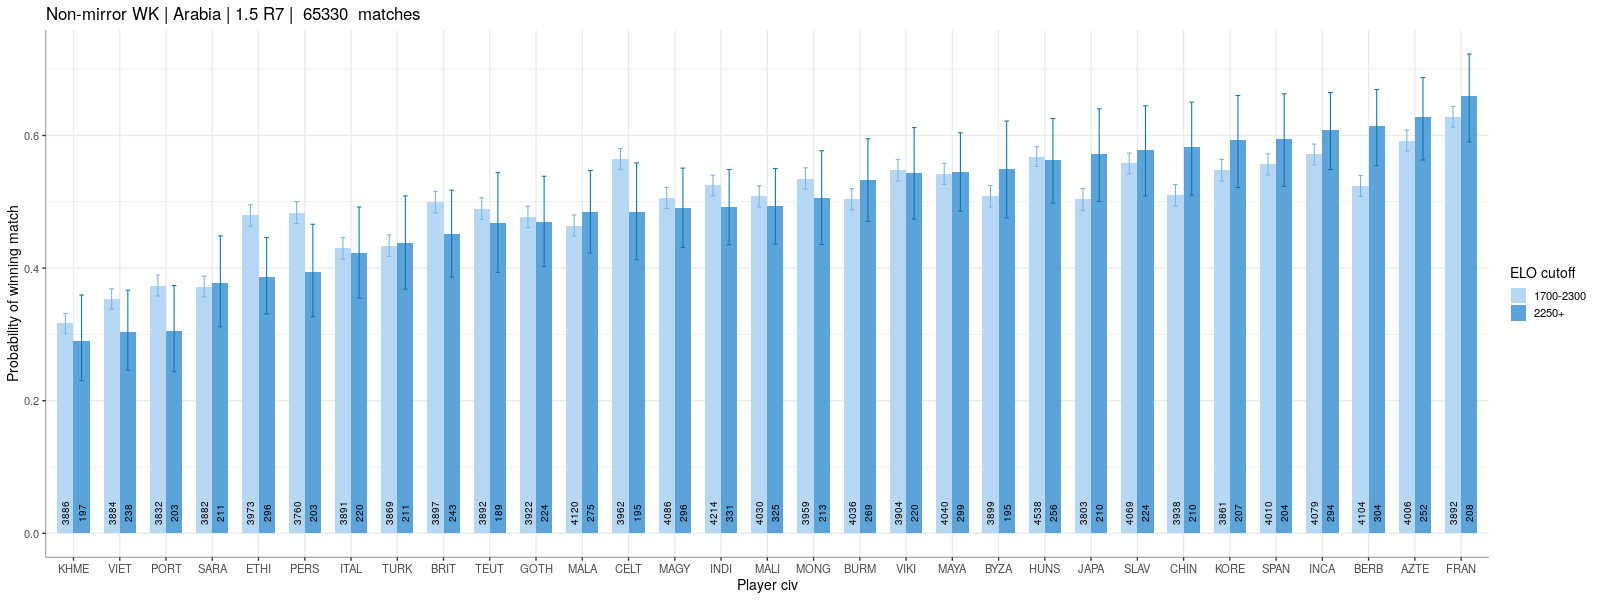 Non-mirror WK | Arabia | 1.5 R7 | 65330 matches
Probability of winning match
0.6
0.4
0.2
0.0
3886 197 3884 238 3832 203 3882 211 3973 296 3760 203 3891 220 3869 211 3897 243 3892 189 3922 224 4120 275 3962 195 4086 296 4214 331 4030 325 3959 213 4036 269 3904 220 4040 299 3899 195 4538 256 3803 210 4069 224 3938 210 3861 207 4010 204 4079 294 4104 304 4006 252 3892 208
KHME VIET PORT SARA ETHI PERS ITAL TURK BRIT TEUT GOTH MALA CELT MAGY INDI MALI MONG BURM VIKI MAYA BYZA HUNS JAPA SLAV CHIN KORE SPAN INCA BERB AZTE FRAN
Player civ
ELO cutoff
1700-2300
2250+